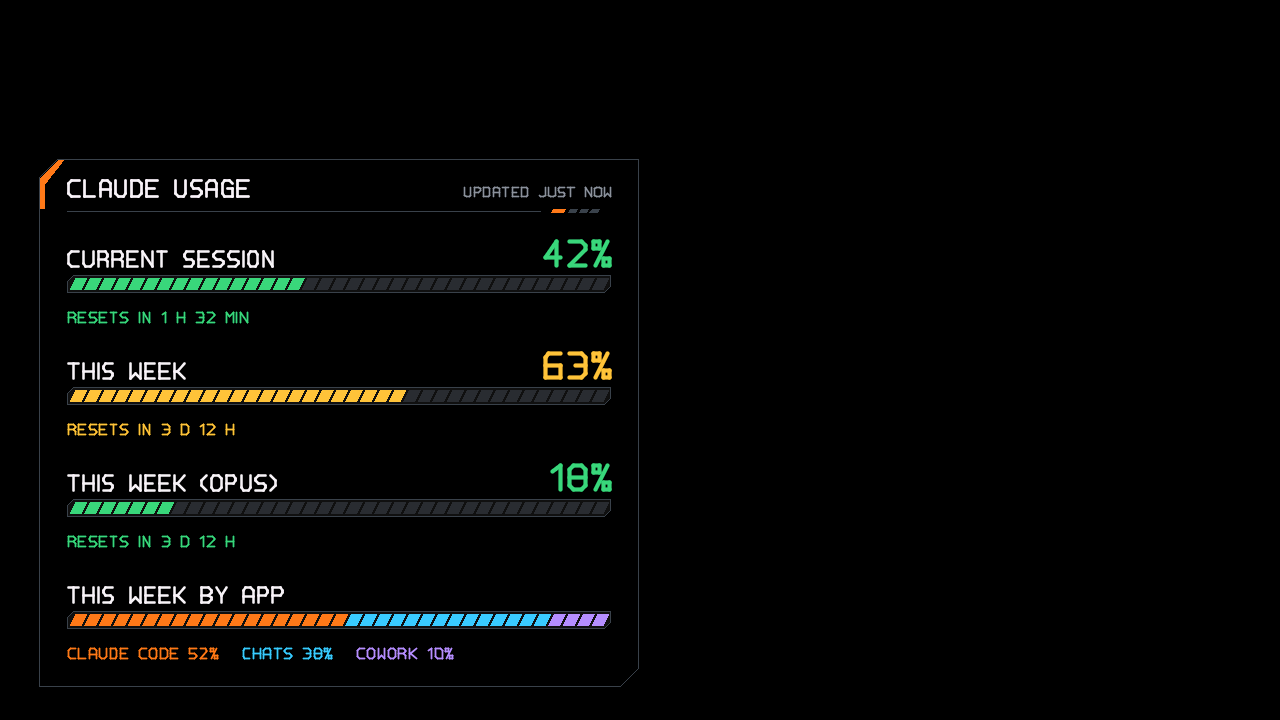 CLAUDE USAGE
UPDATED JUST NOW
CURRENT SESSION
42%
RESETS IN 1 H 32 MIN
THIS WEEK
63%
RESETS IN 3 D 12 H
THIS WEEK (OPUS)
18%
RESETS IN 3 D 12 H
THIS WEEK BY APP
CLAUDE CODE 52% CHATS 38% COWORK 10%